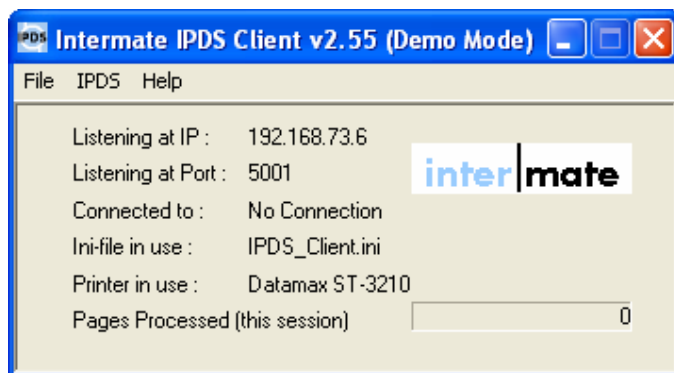 IPDS Intermate IPDS Client v2.55 (Demo Mode)
File IPDS Help
Listening at IP : 192.168.73.6
Listening at Port : 5001
inter mate
Connected to : No Connection
Ini-file in use : IPDS_Client.ini
Printer in use : Datamax ST-3210
Pages Processed (this session) 0